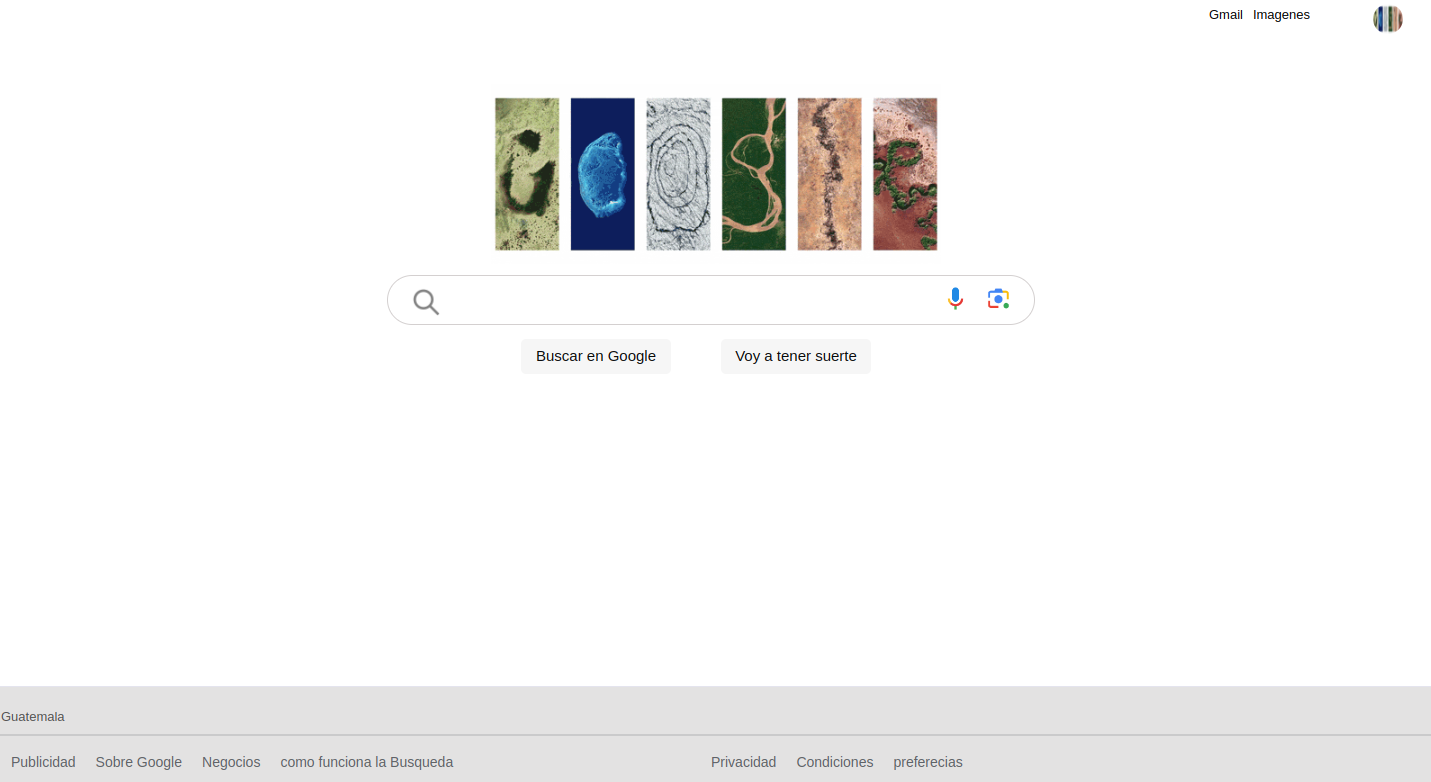 Gmail Imagenes
Google
Buscar en Google Voy a tener suerte
Guatemala
Publicidad Sobre Google Negocios como funciona la Busqueda Privacidad Condiciones preferecias